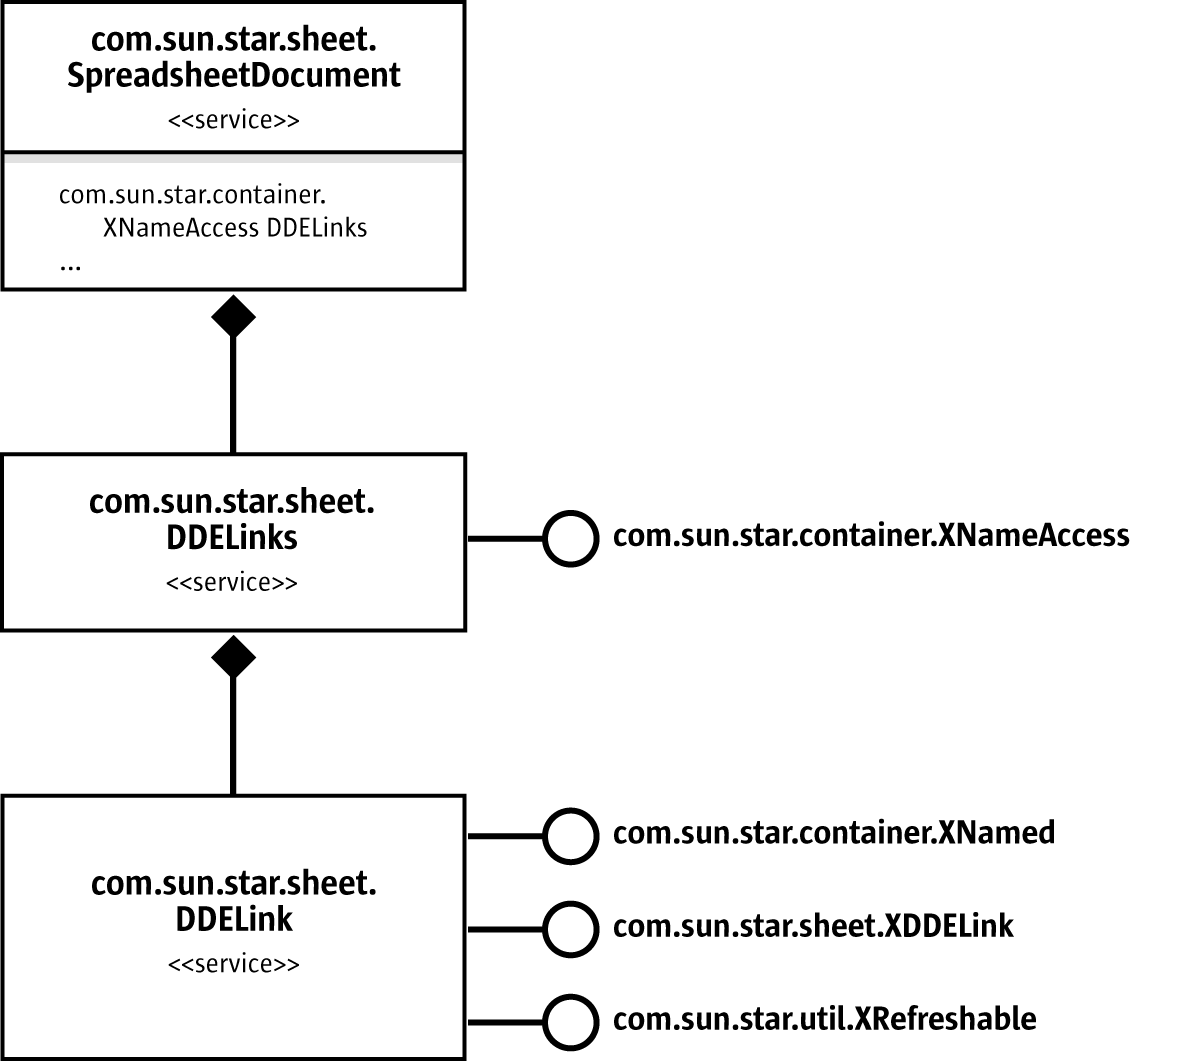 com.sun.star.sheet.
SpreadsheetDocument
<<service>>
com.sun.star.container.
XNameAccess DDELinks
...
com.sun.star.sheet.
DDELinks
<<service>>
com.sun.star.container.XNameAccess
com.sun.star.sheet.
DDELink
<<service>>
com.sun.star.container.XNamed
com.sun.star.sheet.XDDELink
com.sun.star.util.XRefreshable